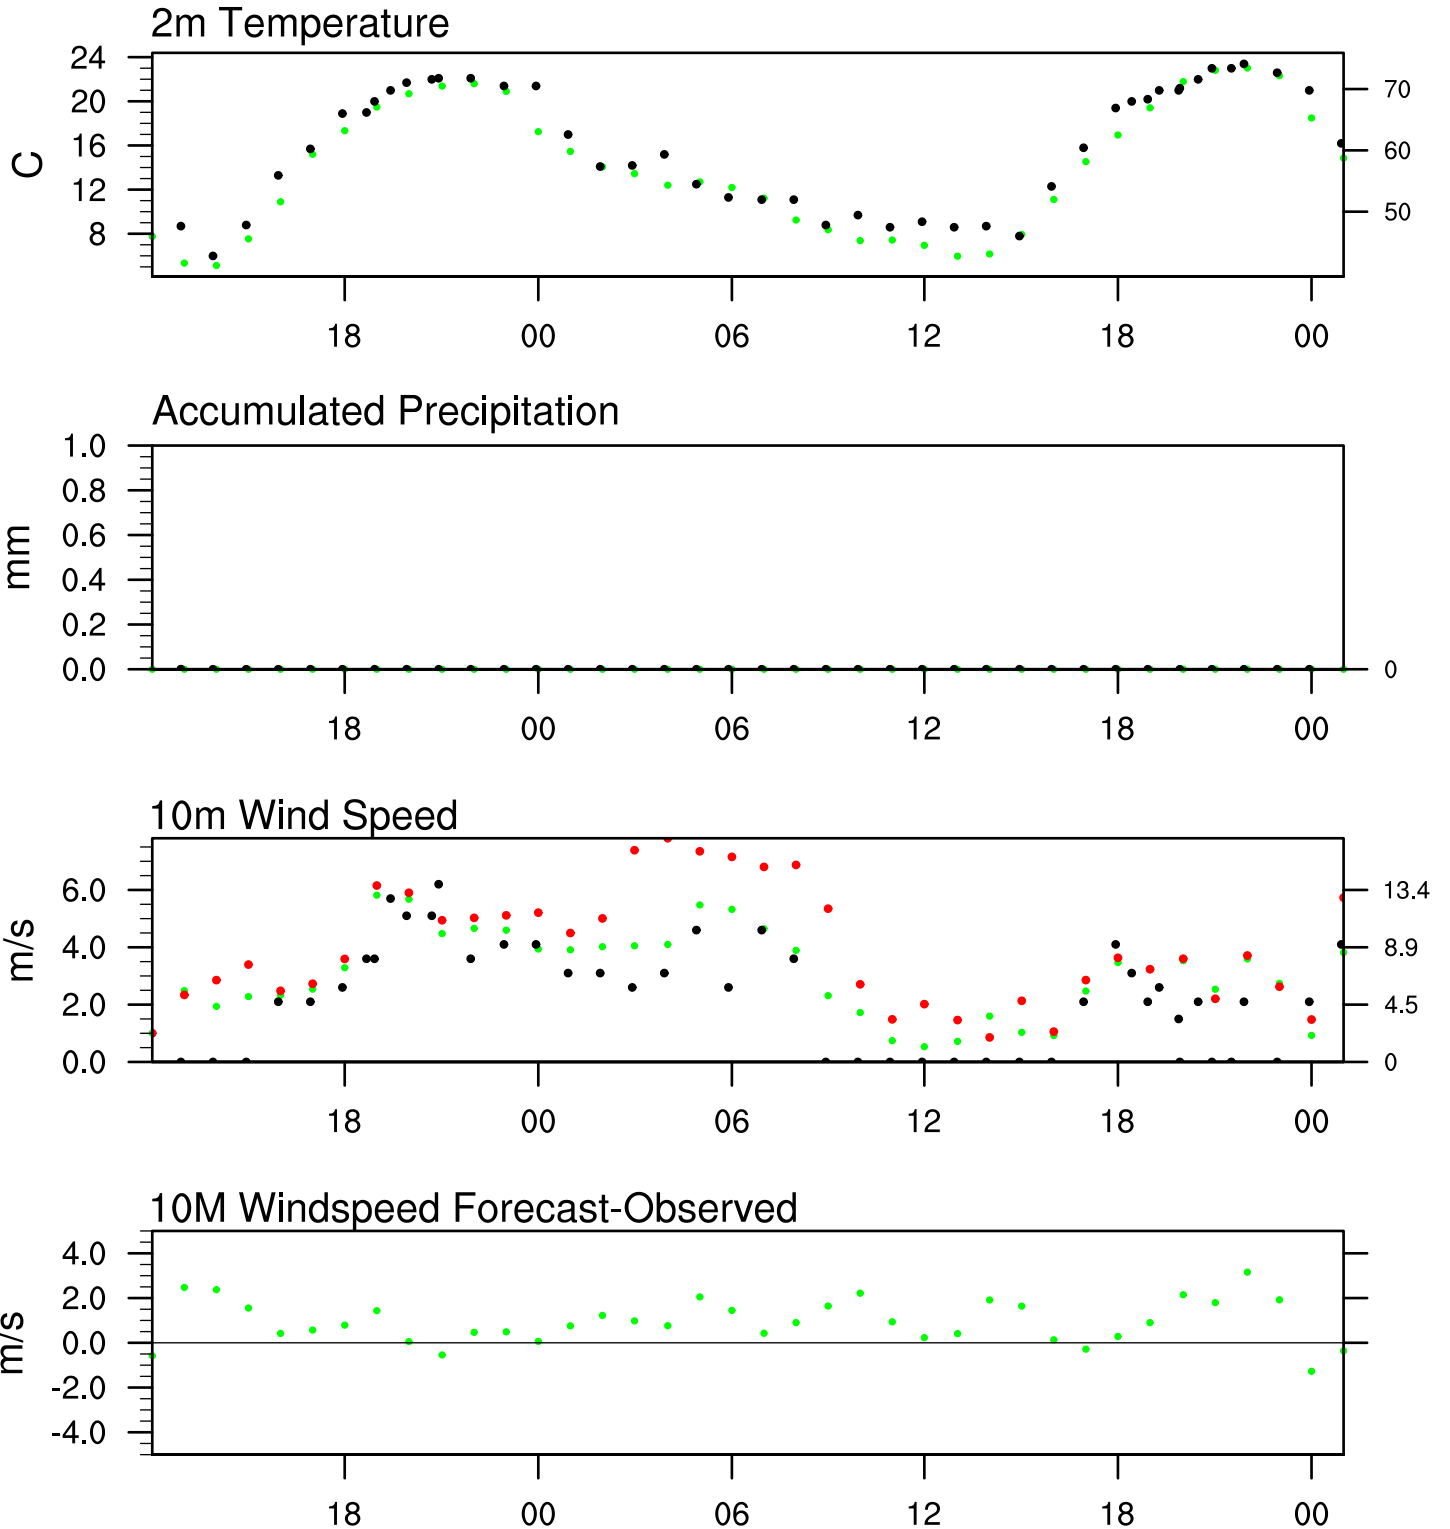 2m Temperature
24
20
16
12
8
C
70
60
50
18 00 06 12 18 00
Accumulated Precipitation
1.0
0.8
0.6
0.4
0.2
0.0
mm
0
18 00 06 12 18 00
10m Wind Speed
6.0
4.0
2.0
0.0
m/s
13.4
8.9
4.5
0
18 00 06 12 18 00
10M Windspeed Forecast-Observed
4.0
2.0
0.0
-2.0
-4.0
m/s
18 00 06 12 18 00